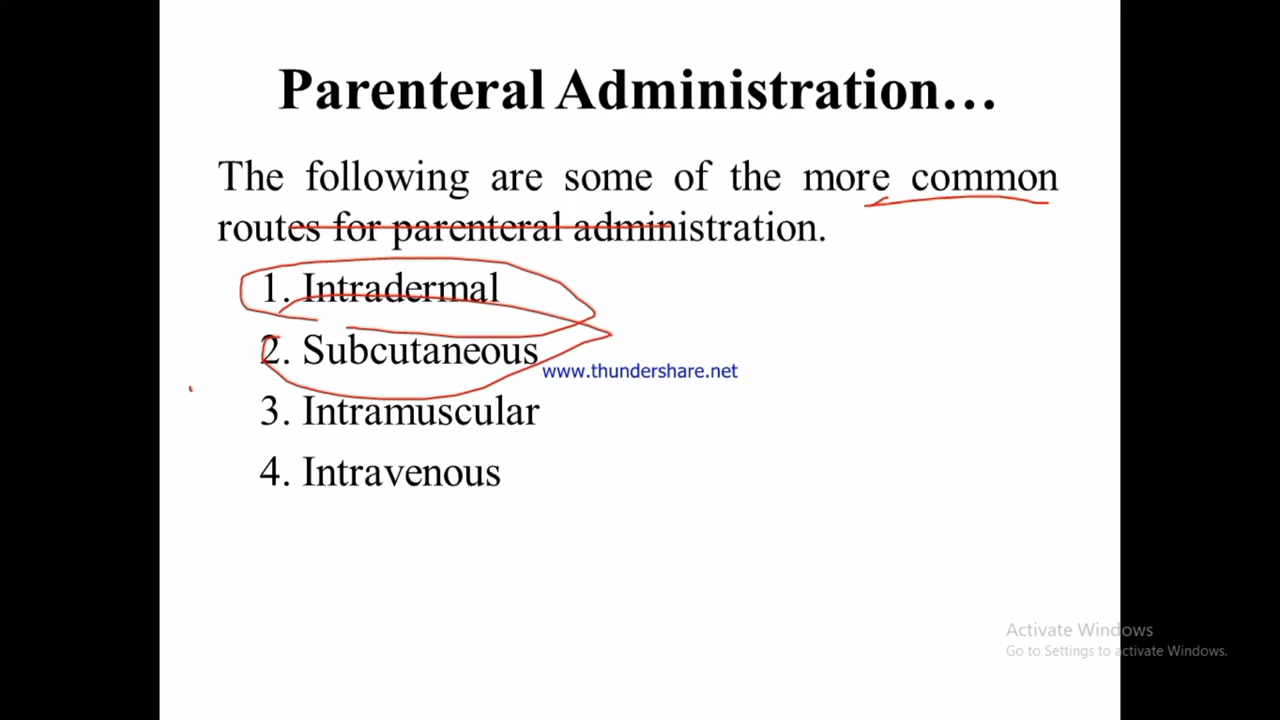 Parenteral Administration...
The following are some of the more common
routes for parenteral administration.
1. Intradermal
2. Subcutaneous
www.thundershare.net
3. Intramuscular
4. Intravenous
Activate Windows
Go to Settings to activate Windows.